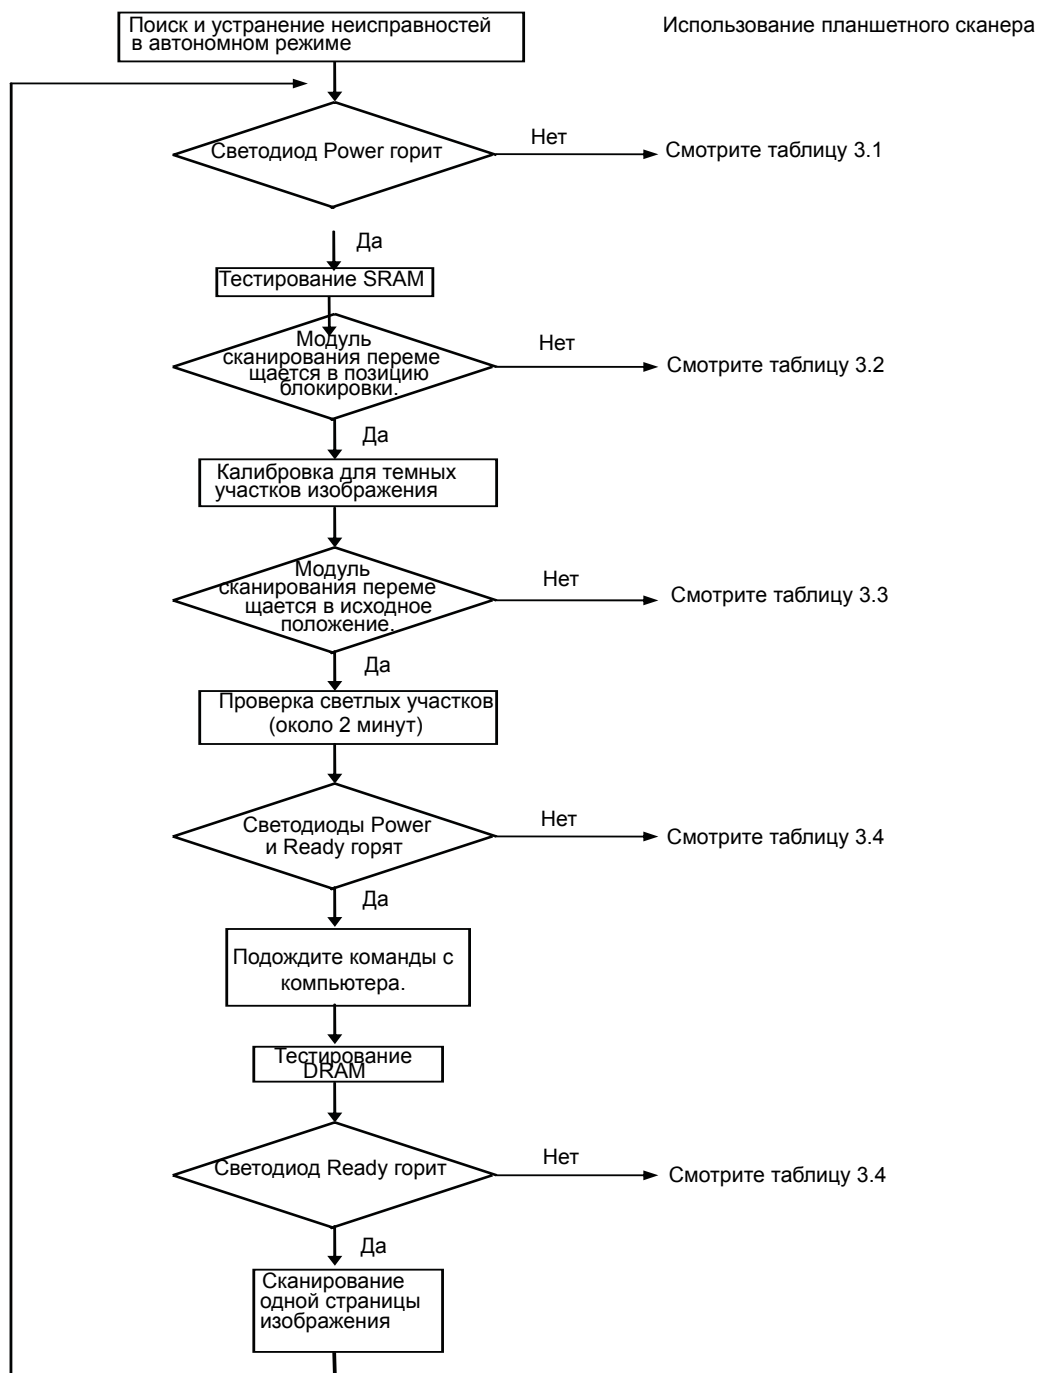 Поиск и устранение неисправностей
в автономном режиме
Использование планшетного сканера
Светодиод Power горит
Нет
Смотрите таблицу 3.1
Да
Тестирование SRAM
Модуль
сканирования переме
щается в позицию
блокировки.
Нет
Смотрите таблицу 3.2
Да
Калибровка для темных
участков изображения
Модуль
сканирования переме
щается в исходное
положение.
Нет
Смотрите таблицу 3.3
Да
Проверка светлых участков
(около 2 минут)
Светодиоды Power
и Ready горят
Нет
Смотрите таблицу 3.4
Да
Подождите команды с
компьютера.
Тестирование
DRAM
Светодиод Ready горит
Нет
Смотрите таблицу 3.4
Да
Сканирование
одной страницы
изображения